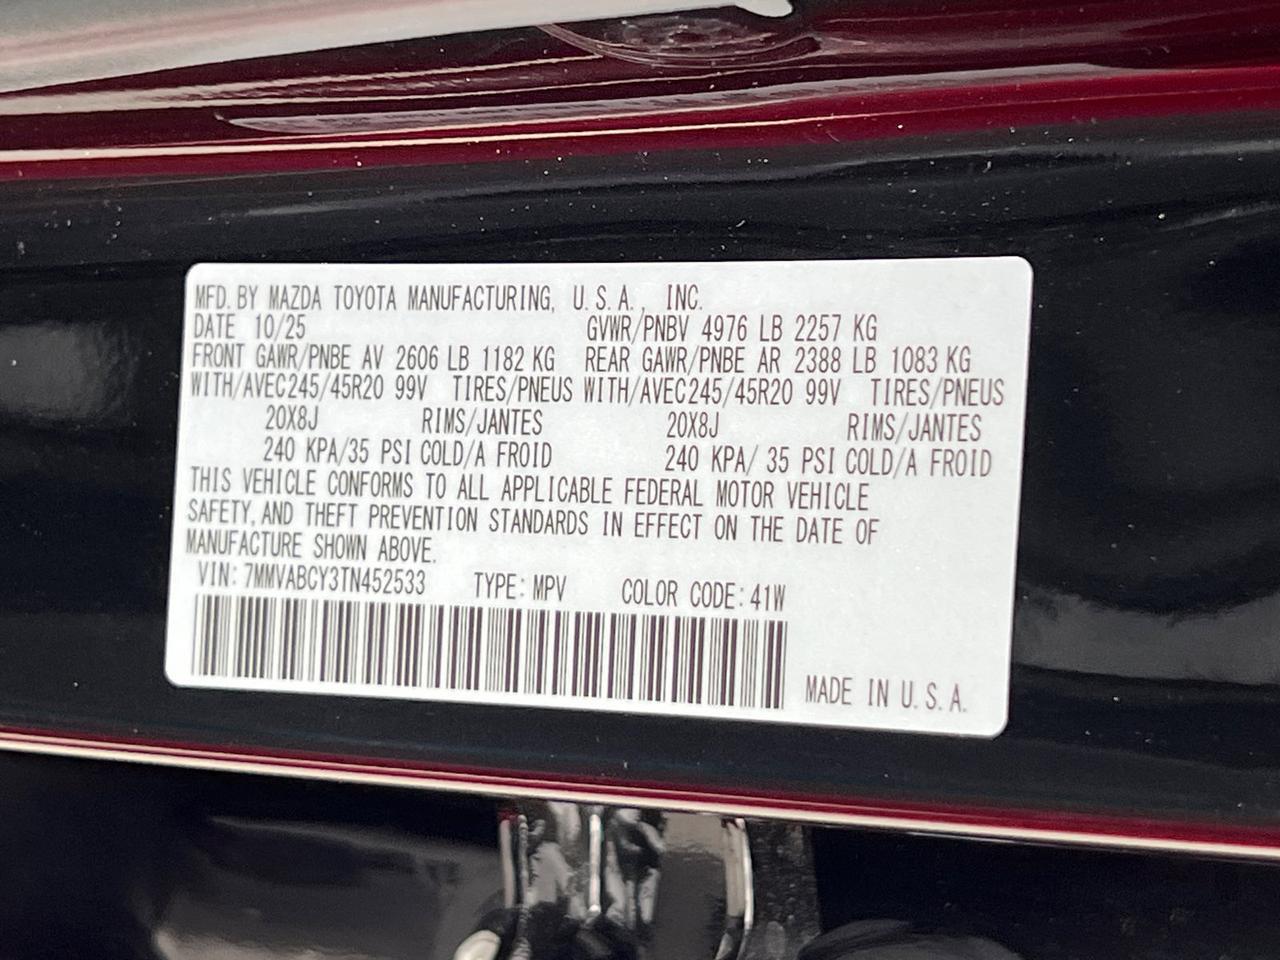 MFD. BY MAZDA TOYOTA MANUFACTURING, U.S.A., INC.
DATE 10/25 GVWR/PNBV 4976 LB 2257 KG
FRONT GAWR/PNBE AV 2606 LB 1182 KG REAR GAWR/PNBE AR 2388 LB 1083 KG
WITH/AVEC245/45R20 99V TIRES/PNEUS WITH/AVEC245/45R20 99V TIRES/PNEUS
20X8J RIMS/JANTES 20X8J RIMS/JANTES
240 KPA/35 PSI COLD/A FROID 240 KPA/ 35 PSI COLD/A FROID
THIS VEHICLE CONFORMS TO ALL APPLICABLE FEDERAL MOTOR VEHICLE
SAFETY, AND THEFT PREVENTION STANDARDS IN EFFECT ON THE DATE OF
MANUFACTURE SHOWN ABOVE.
VIN: 7MMVABCY3TN452533 TYPE: MPV COLOR CODE: 41W
MADE IN U.S.A.